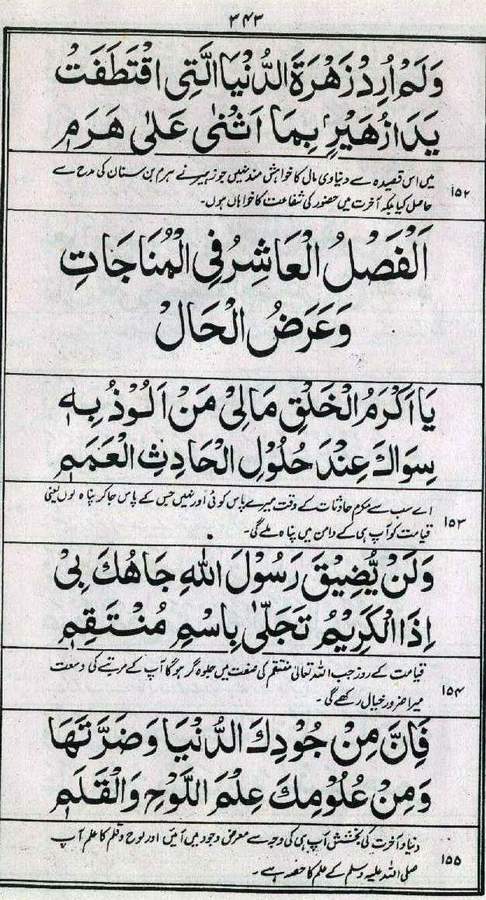 ۳۴۳
وَلَمْ اُرِدْ زَهْرَةَ الدُّنْيَا الَّتِى اقْتَطَفَتْ
يَدَا زُهَيْرٍ بِمَا اَثْنٰى عَلٰى هَرَمٖ
میں اس قصیدہ سے دنیاوی مال کا خواہش مند نہیں جو زہیر نے ہرم بن سنان کی مدح سے
۱۵۲
حاصل کیا بلکہ آخرت میں حضور کی شفاعت کا خواہاں ہوں۔
اَلْفَصْلُ الْعَاشِرُ فِى الْمُنَاجَاتِ
وَعَرَضُ الْحَالْ
يَا اَكْرَمُ الْخَلْقِ مَالِىْ مَنْ اَلُوْذُ بِهٖ
سِوَاكَ عِنْدَ حُلُوْلِ الْحَادِثِ الْعَمَمٖ
اے سب سے مکرم حادثات کے وقت میرے پاس کوئی اور نہیں جس کے پاس جا کر پناہ لوں یعنی
۱۵۳
قیامت کو آپ ہی کے دامن میں پناہ ملے گی۔
وَلَنْ يُّضِيْقَ رَسُوْلَ اللهِ جَاهُكَ بِىْ
اِذَا الْكَرِيْمُ تَجَلّٰى بِاسْمِ مُنْتَقِمٖ
قیامت کے روز جب اللہ تعالیٰ منتقم کی صفت میں جلوہ گر ہوگا آپ کے مرتبے کی وسعت
۱۵۴
میرا ضرور خیال رکھے گی۔
فَاِنَّ مِنْ جُوْدِكَ الدُّنْيَا وَضَرَّتَهَا
وَمِنْ عُلُوْمِكَ عِلْمَ اللَّوْحِ وَالْقَلَمٖ
دنیا و آخرت کی بخشش آپ ہی کی وجہ سے معرض وجود میں آئیں اور لوح و قلم کا علم آپ
۱۵۵
صلی اللہ علیہ وسلم کے علم کا حصہ ہے۔